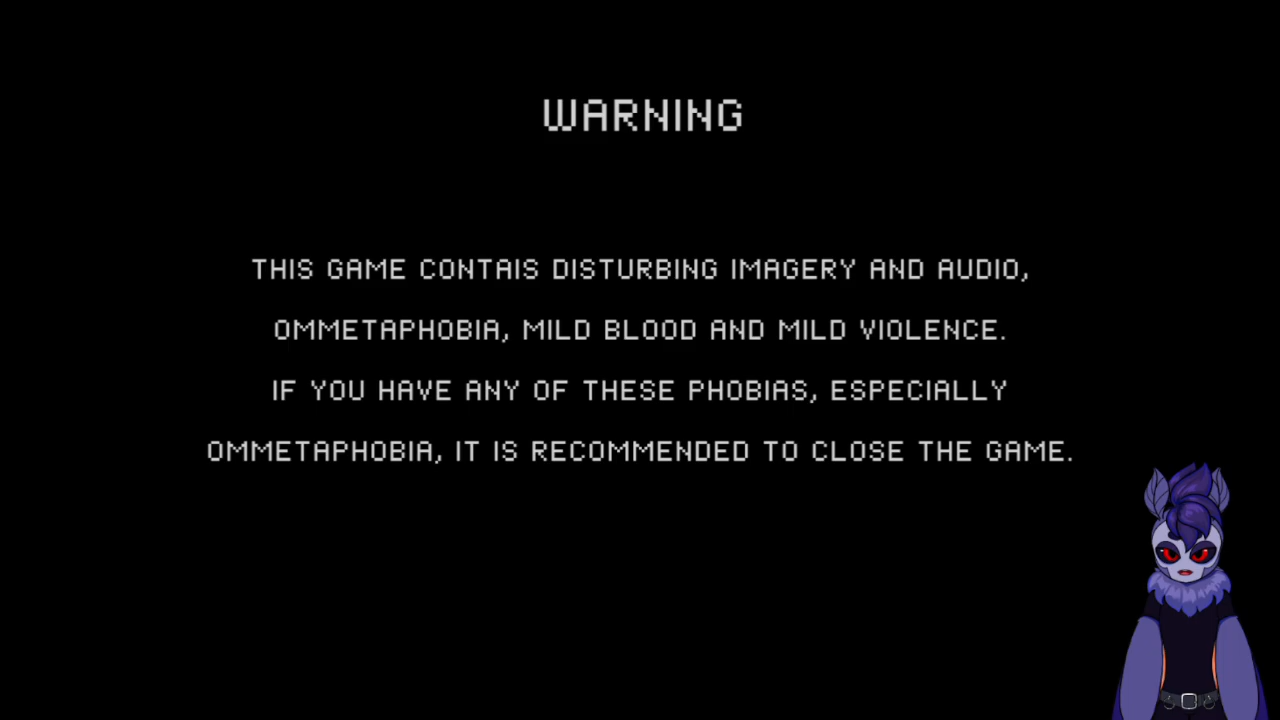 WARNING
THIS GAME CONTAIS DISTURBING IMAGERY AND AUDIO,
OMMETAPHOBIA, MILD BLOOD AND MILD VIOLENCE.
IF YOU HAVE ANY OF THESE PHOBIAS, ESPECIALLY
OMMETAPHOBIA, IT IS RECOMMENDED TO CLOSE THE GAME.